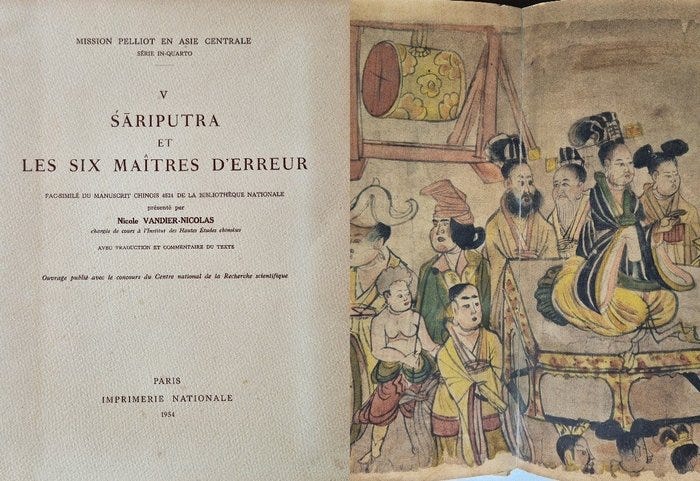 MISSION PELLIOT EN ASIE CENTRALE
SÉRIE IN-QUARTO
V
ŚĀRIPUTRA
ET
LES SIX MAÎTRES D'ERREUR
FAC-SIMILÉ DU MANUSCRIT CHINOIS 4524 DE LA BIBLIOTHÈQUE NATIONALE
présenté par
Nicole VANDIER-NICOLAS
chargée de cours à l'Institut des Hautes Études chinoises
AVEC TRADUCTION ET COMMENTAIRE DU TEXTE
Ouvrage publié avec le concours du Centre national de la Recherche scientifique
PARIS
IMPRIMERIE NATIONALE
1954